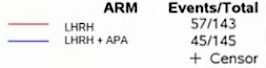 ARM Events/Total
LHRH 57/143
LHRH + APA 45/145
+ Censor